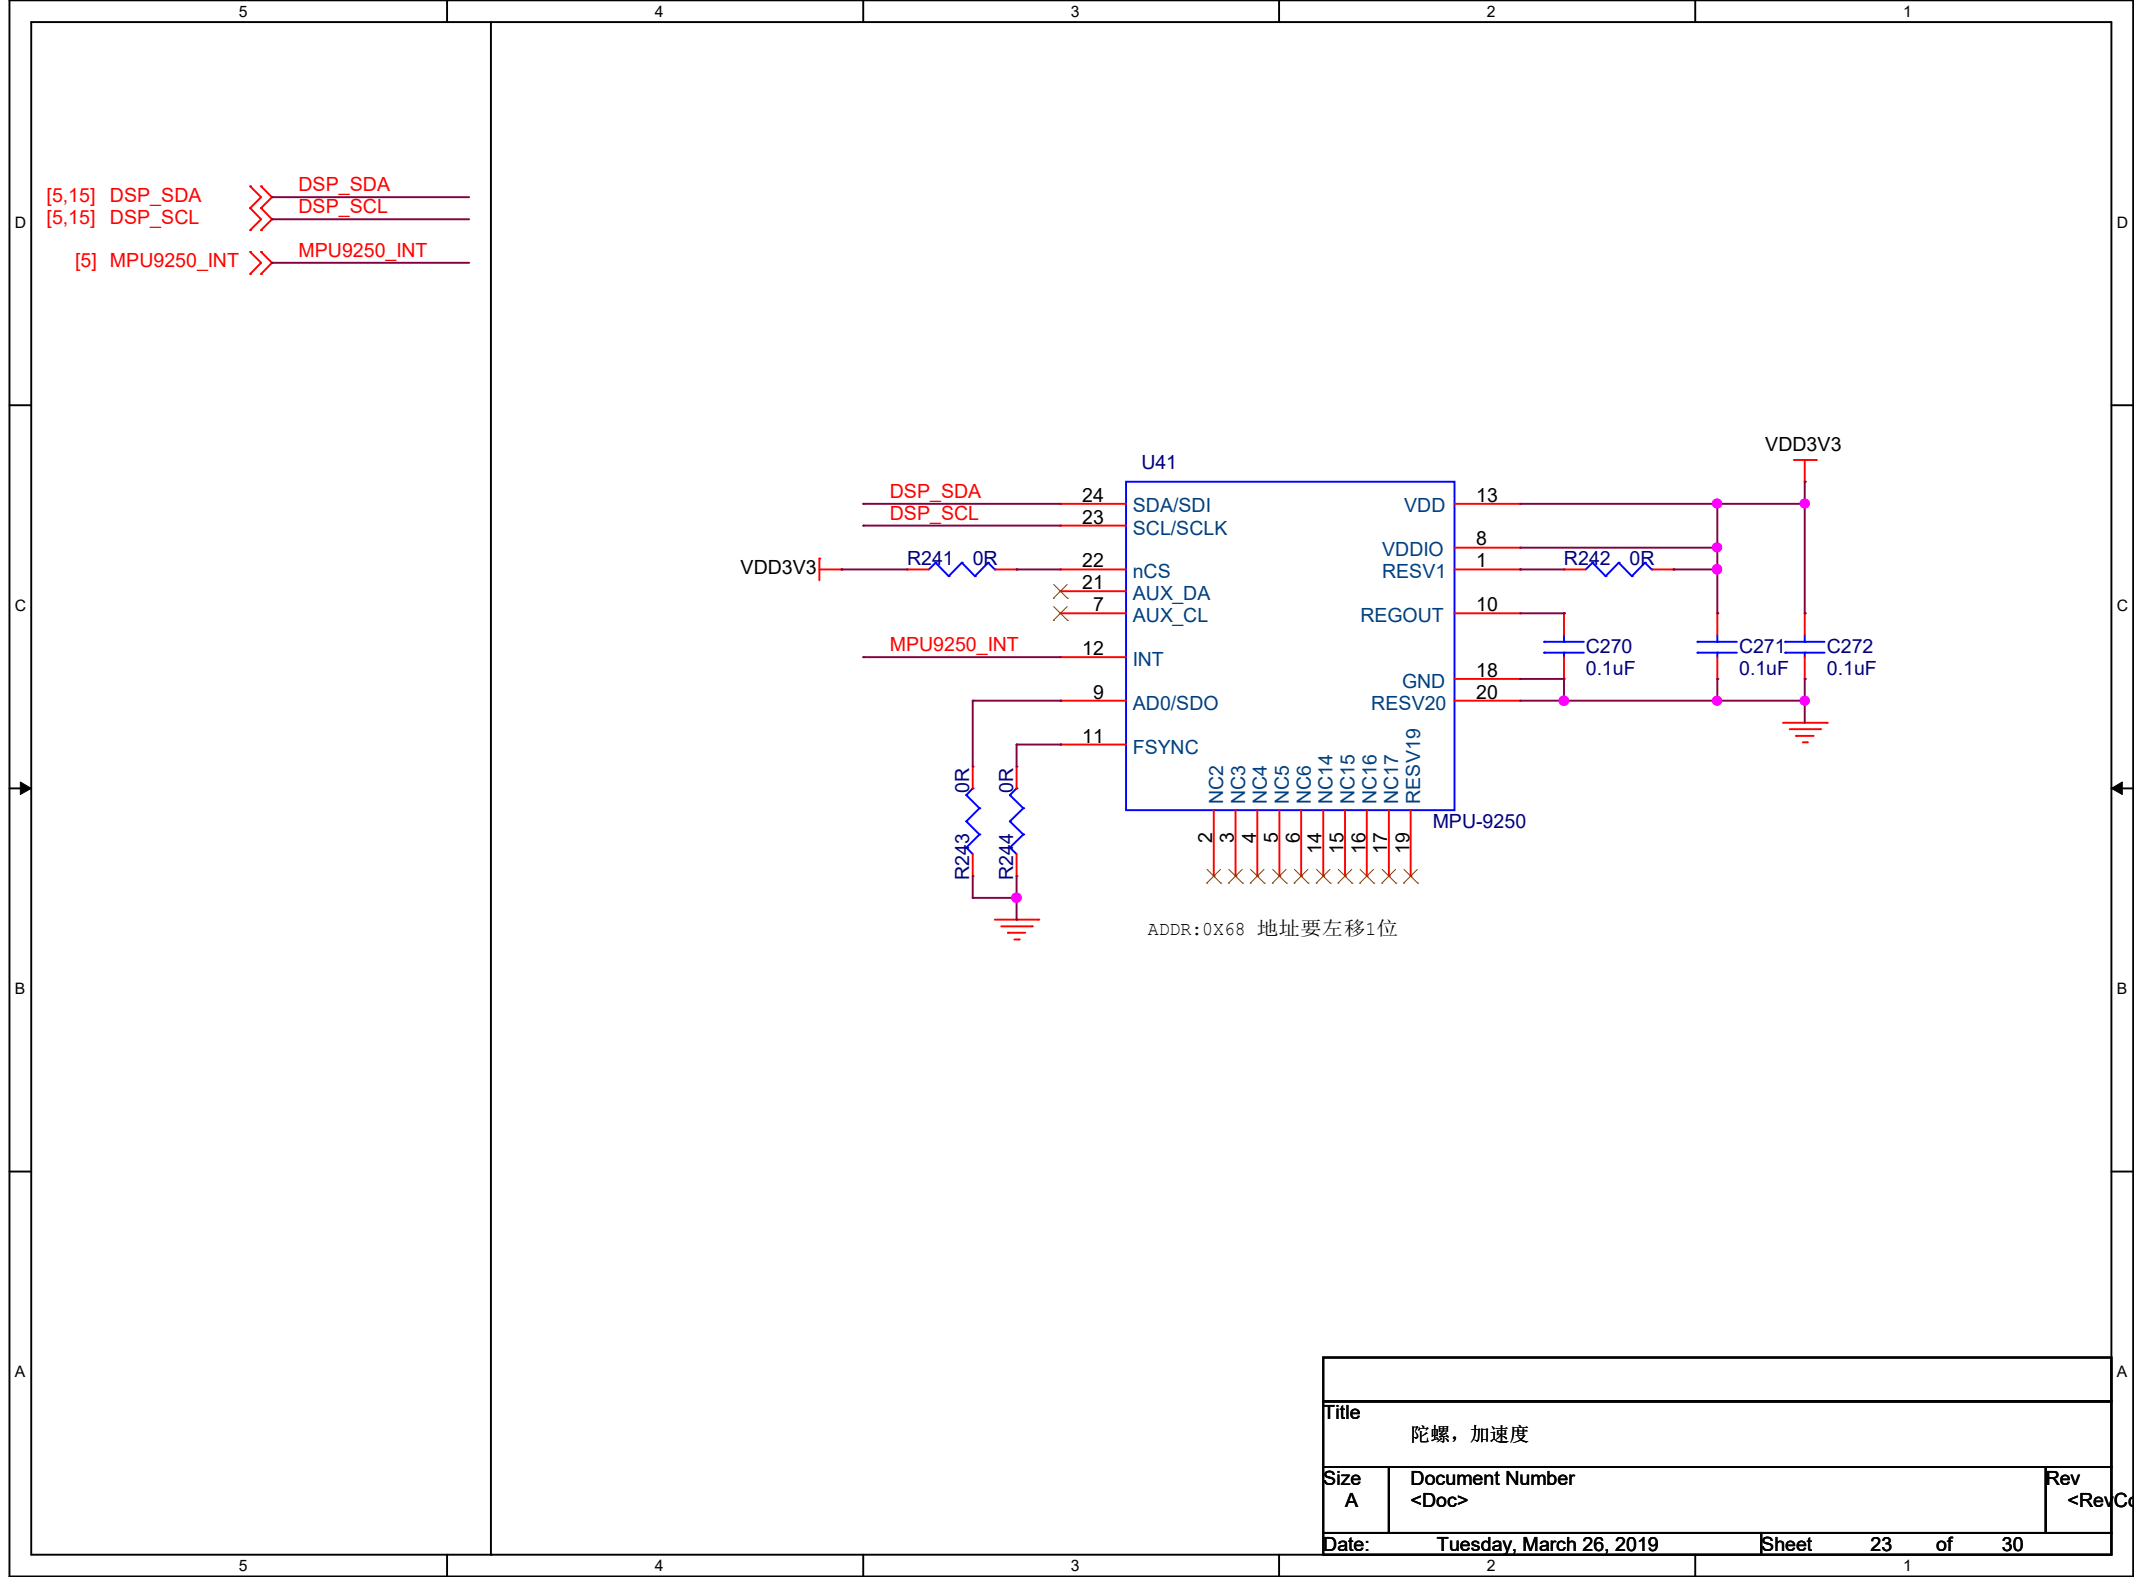 5 4 3 2 1
D D
C C
B B
A A
[5,15] DSP_SDA DSP_SDA
[5,15] DSP_SCL DSP_SCL
[5] MPU9250_INT MPU9250_INT
VDD3V3
U41
DSP_SDA 24 SDA/SDI VDD 13
DSP_SCL 23 SCL/SCLK
VDDIO 8
VDD3V3 R241 0R 22 nCS RESV1 1 R242 0R
21 AUX_DA
7 AUX_CL REGOUT 10
MPU9250_INT 12 INT
C270 C271 C272
0.1uF 0.1uF 0.1uF
GND 18
9 AD0/SDO RESV20 20
11 FSYNC
R243 0R
R244 0R
NC2 NC3 NC4 NC5 NC6 NC14 NC15 NC16 NC17 RESV19
2 3 4 5 6 14 15 16 17 19
MPU-9250
ADDR:0X68 地址要左移1位
Title
陀螺，加速度
Size Document Number Rev
A <Doc> <RevCo
Date: Tuesday, March 26, 2019 Sheet 23 of 30
5 4 3 2 1